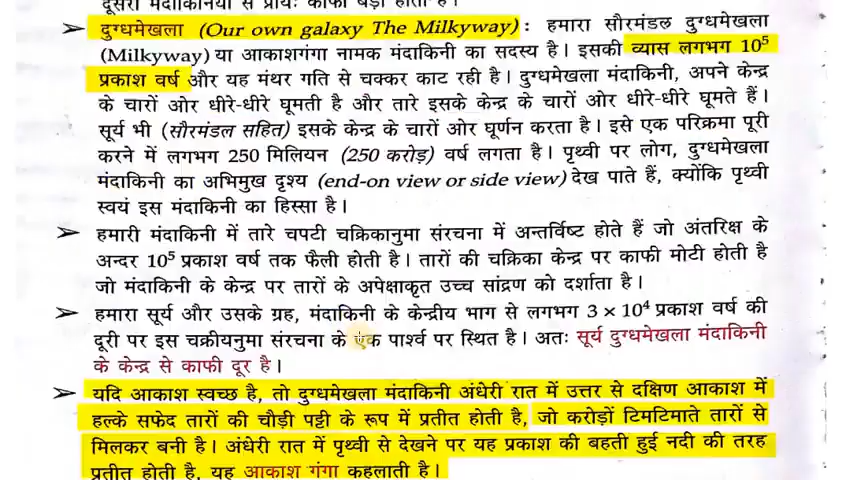 दूसरी मंदाकिनियों से प्रायः काफी बड़ी होती है।
➢ दुग्धमेखला (Our own galaxy The Milkyway) : हमारा सौरमंडल दुग्धमेखला
(Milkyway) या आकाशगंगा नामक मंदाकिनी का सदस्य है। इसकी व्यास लगभग 10⁵
प्रकाश वर्ष और यह मंथर गति से चक्कर काट रही है। दुग्धमेखला मंदाकिनी, अपने केन्द्र
के चारों ओर धीरे-धीरे घूमती है और तारे इसके केन्द्र के चारों ओर धीरे-धीरे घूमते हैं।
सूर्य भी (सौरमंडल सहित) इसके केन्द्र के चारों ओर घूर्णन करता है। इसे एक परिक्रमा पूरी
करने में लगभग 250 मिलियन (250 करोड़) वर्ष लगता है। पृथ्वी पर लोग, दुग्धमेखला
मंदाकिनी का अभिमुख दृश्य (end-on view or side view) देख पाते हैं, क्योंकि पृथ्वी
स्वयं इस मंदाकिनी का हिस्सा है।
➢ हमारी मंदाकिनी में तारे चपटी चक्रिकानुमा संरचना में अन्तर्विष्ट होते हैं जो अंतरिक्ष के
अन्दर 10⁵ प्रकाश वर्ष तक फैली होती है। तारों की चक्रिका केन्द्र पर काफी मोटी होती है
जो मंदाकिनी के केन्द्र पर तारों के अपेक्षाकृत उच्च सांद्रण को दर्शाता है।
➢ हमारा सूर्य और उसके ग्रह, मंदाकिनी के केन्द्रीय भाग से लगभग 3 × 10⁴ प्रकाश वर्ष की
दूरी पर इस चक्रीयनुमा संरचना के एक पार्श्व पर स्थित है। अतः सूर्य दुग्धमेखला मंदाकिनी
के केन्द्र से काफी दूर है।
➢ यदि आकाश स्वच्छ है, तो दुग्धमेखला मंदाकिनी अंधेरी रात में उत्तर से दक्षिण आकाश में
हल्के सफेद तारों की चौड़ी पट्टी के रूप में प्रतीत होती है, जो करोड़ों टिमटिमाते तारों से
मिलकर बनी है। अंधेरी रात में पृथ्वी से देखने पर यह प्रकाश की बहती हुई नदी की तरह
प्रतीत होती है, यह आकाश गंगा कहलाती है।